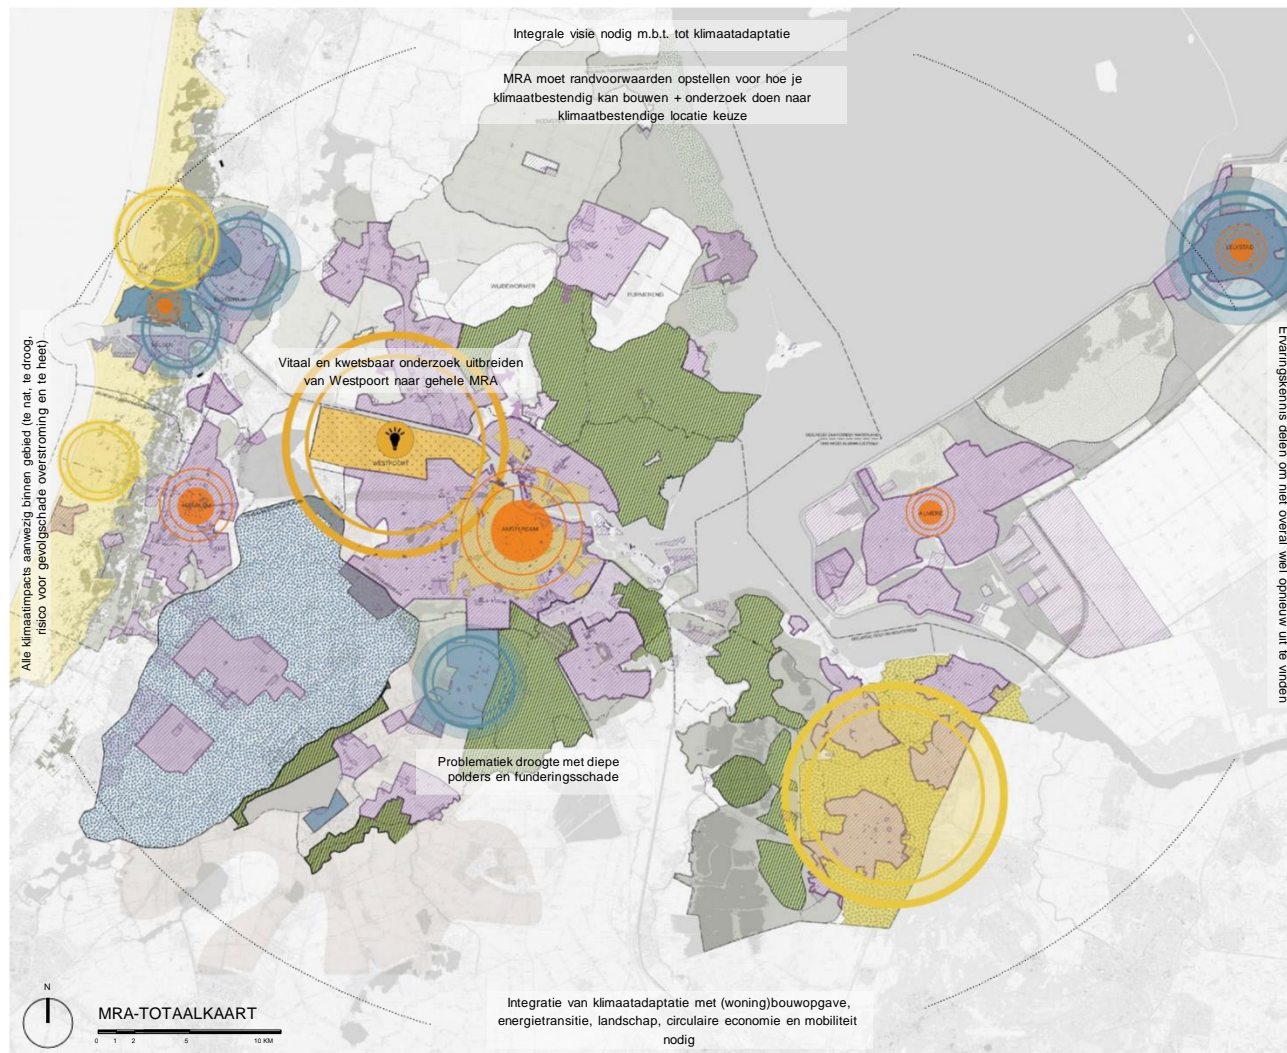 Integrale visie nodig m.b.t. tot klimaatadaptatie
MRA moet randvoorwaarden opstellen voor hoe je
klimaatbestendig kan bouwen + onderzoek doen naar
klimaatbestendige locatie keuze
Alle klimaatimpacts aanwezig binnen gebied (te nat, te droog,
risico voor gevolgschade overstroming en te heet)
Ervaringskennis delen om niet overal wiel opnieuw uit te vinden
LELYSTAD
WIJDEWORMER
PURMEREND
Vitaal en kwetsbaar onderzoek uitbreiden
van Westpoort naar gehele MRA
WESTPOORT
HAARLEM
AMSTERDAM
ALMERE
Problematiek droogte met diepe
polders en funderingsschade
N
MRA-TOTAALKAART
0 1 2 5 10 KM
Integratie van klimaatadaptatie met (woning)bouwopgave,
energietransitie, landschap, circulaire economie en mobiliteit
nodig